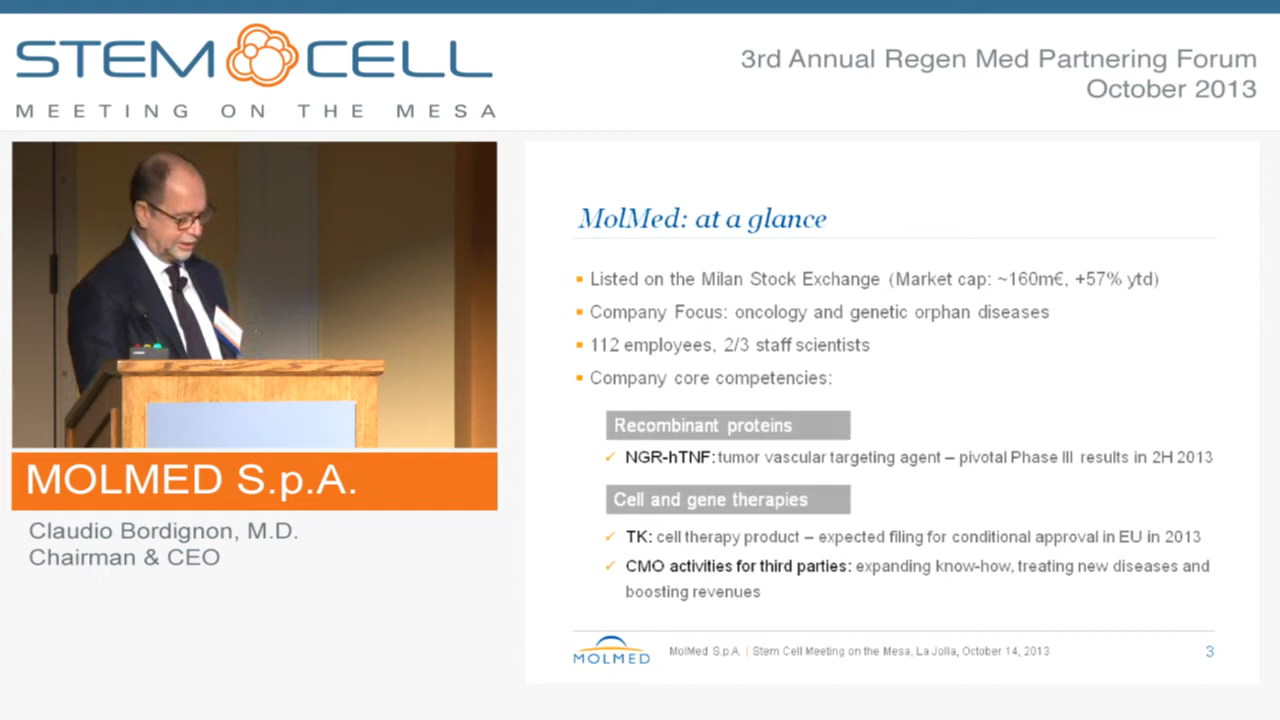 STEM CELL
MEETING ON THE MESA
3rd Annual Regen Med Partnering Forum
October 2013
MOLMED S.p.A.
Claudio Bordignon, M.D.
Chairman & CEO
MolMed: at a glance
Listed on the Milan Stock Exchange (Market cap: ~160m€, +57% ytd)
Company Focus: oncology and genetic orphan diseases
112 employees, 2/3 staff scientists
Company core competencies:
Recombinant proteins
NGR-hTNF: tumor vascular targeting agent – pivotal Phase III results in 2H 2013
Cell and gene therapies
TK: cell therapy product – expected filing for conditional approval in EU in 2013
CMO activities for third parties: expanding know-how, treating new diseases and
boosting revenues
MOLMED
MolMed S.p.A. | Stem Cell Meeting on the Mesa, La Jolla, October 14, 2013
3